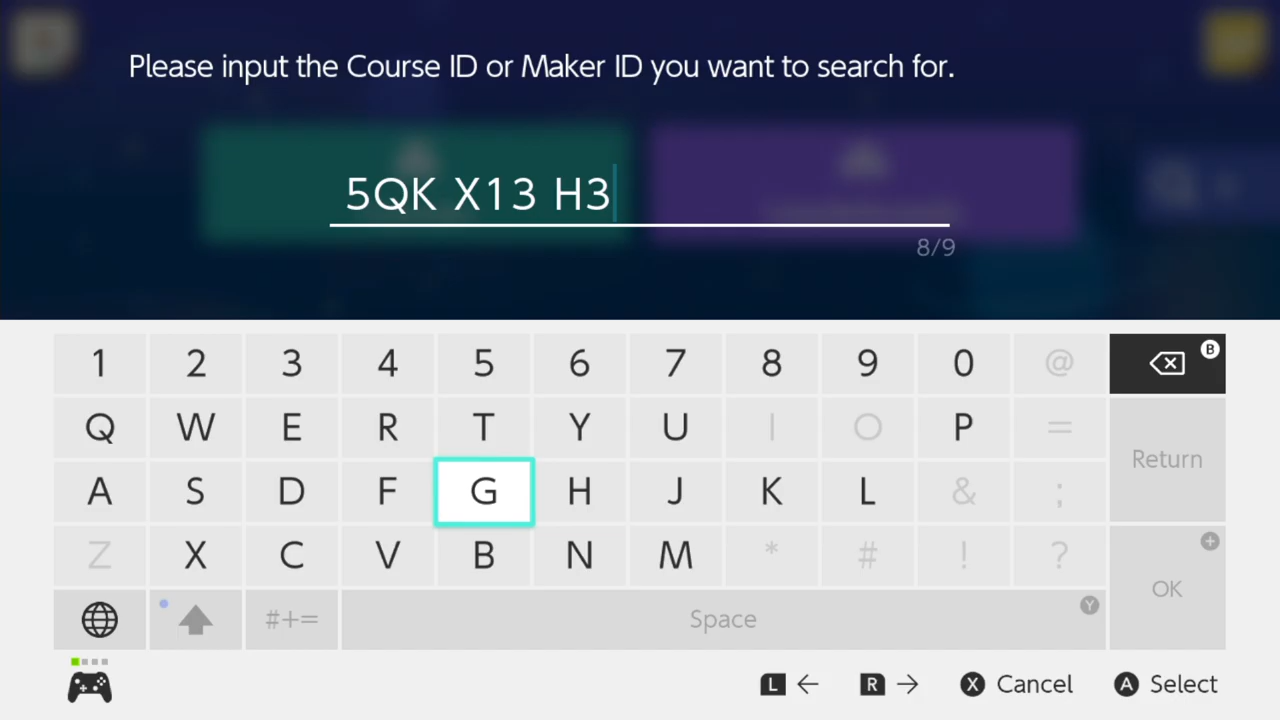 Please input the Course ID or Maker ID you want to search for.
5QK X13 H3
8/9
1 2 3 4 5 6 7 8 9 0 @ B
Q W E R T Y U I O P = Return
A S D F G H J K L & ;
Z X C V B N M * # ! ? + OK
#+= Space Y
L ← R → X Cancel A Select